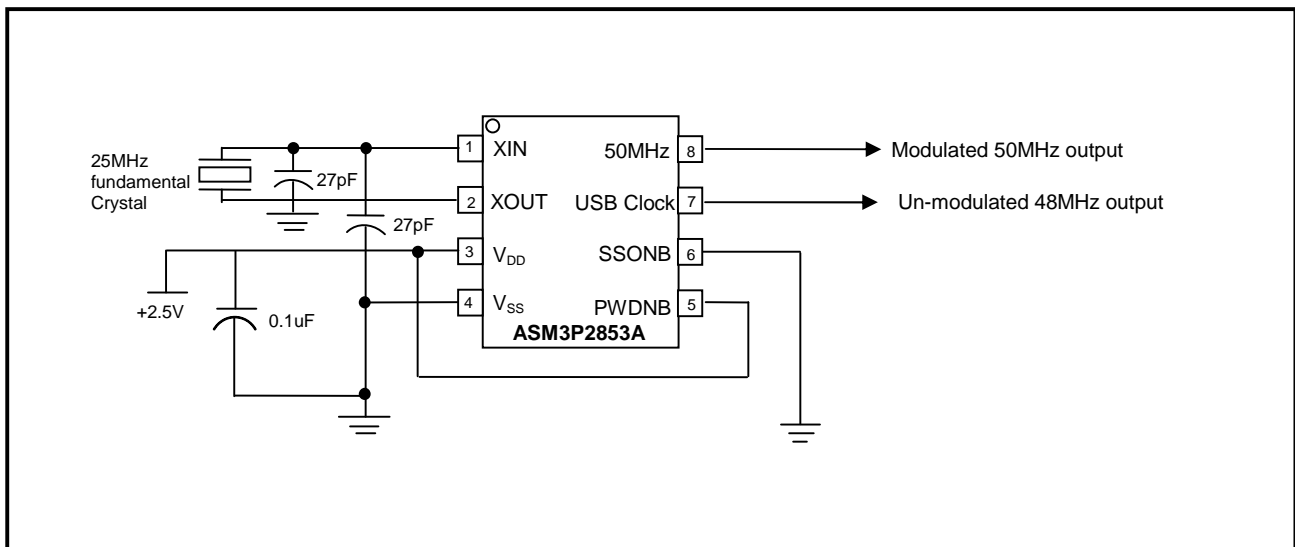 25MHz
fundamental
Crystal
27pF
27pF
+2.5V
0.1uF
1 XIN
2 XOUT
3 VDD
4 VSS
50MHz 8
USB Clock 7
SSONB 6
PWDNB 5
ASM3P2853A
Modulated 50MHz output
Un-modulated 48MHz output